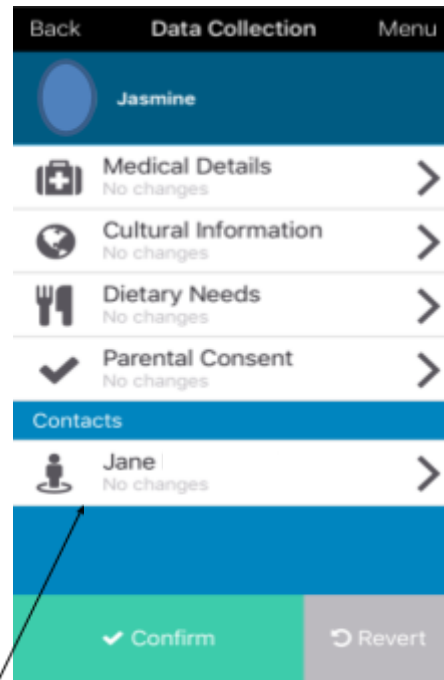 Back Data Collection Menu
Jasmine
Medical Details
No changes
Cultural Information
No changes
Dietary Needs
No changes
Parental Consent
No changes
Contacts
Jane
No changes
Confirm Revert